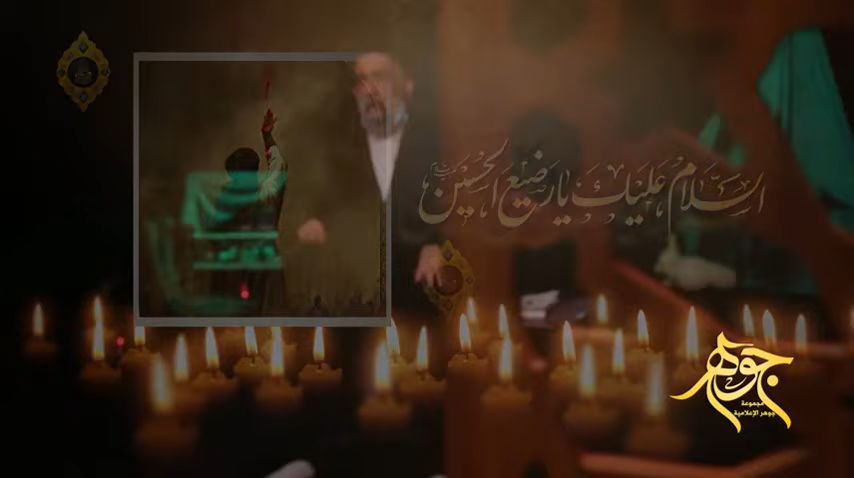 السلام عليك يا رضيع الحسين
جوهر
مجموعة
جوهر الإعلامية